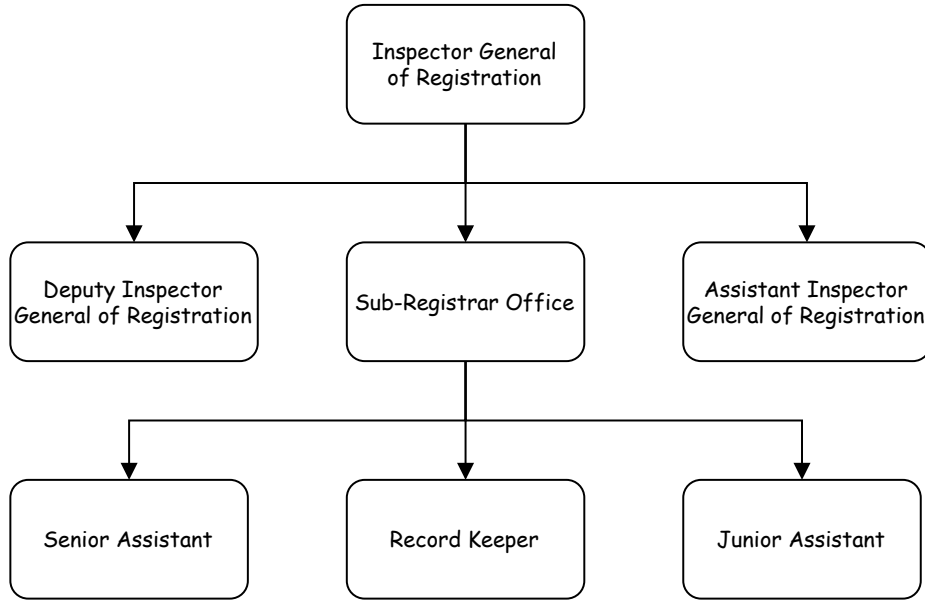 Inspector General
of Registration
Deputy Inspector
General of Registration
Sub-Registrar Office
Assistant Inspector
General of Registration
Senior Assistant
Record Keeper
Junior Assistant